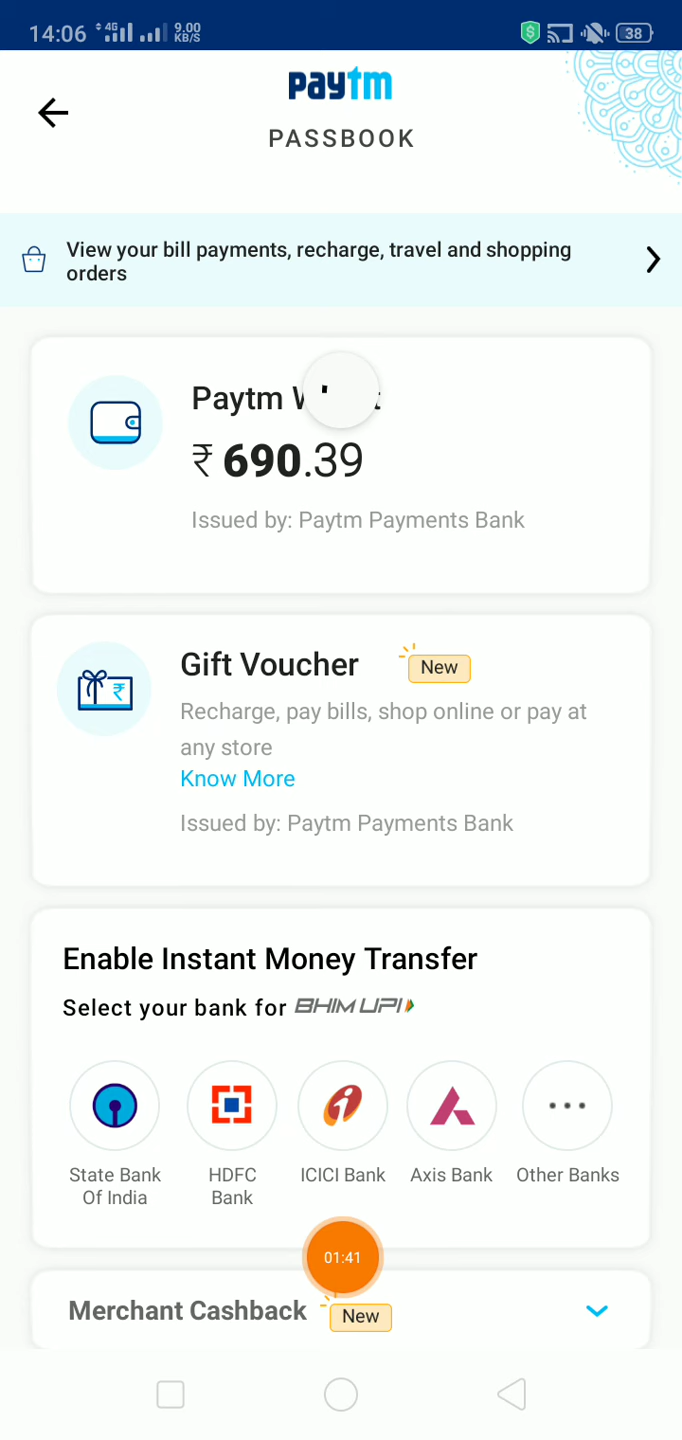 14:06 4G 9.00 KB/S 38
paytm
PASSBOOK
View your bill payments, recharge, travel and shopping
orders
Paytm
₹ 690.39
Issued by: Paytm Payments Bank
Gift Voucher New
Recharge, pay bills, shop online or pay at
any store
Know More
Issued by: Paytm Payments Bank
Enable Instant Money Transfer
Select your bank for BHIM UPI
State Bank
Of India
HDFC
Bank
ICICI Bank
Axis Bank
Other Banks
01:41
Merchant Cashback New